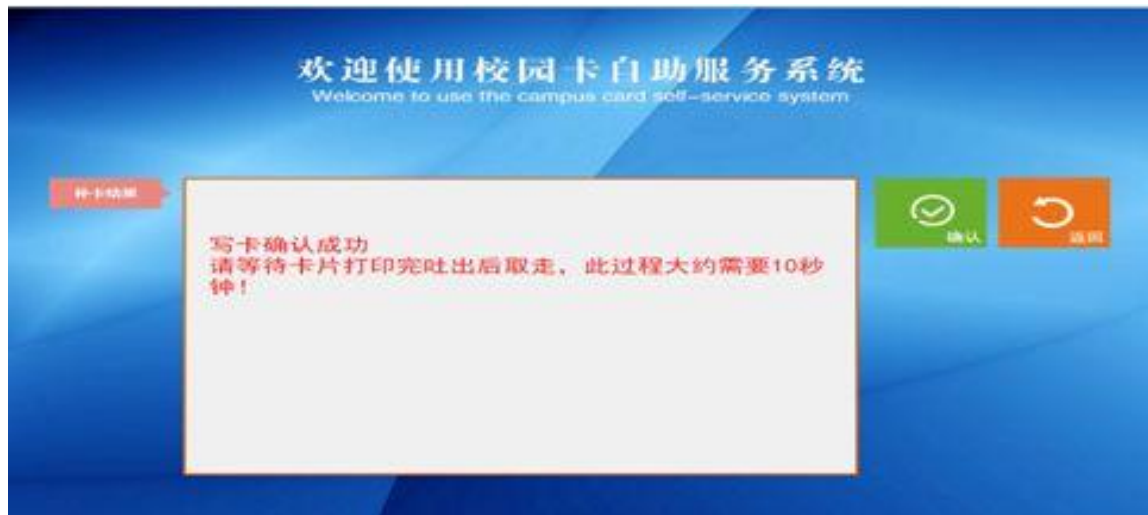 欢迎使用校园卡自助服务系统
Welcome to use the campus card self-service system
补卡结果
写卡确认成功
请等待卡片打印完吐出后取走，此过程大约需要10秒
钟！
确认
返回